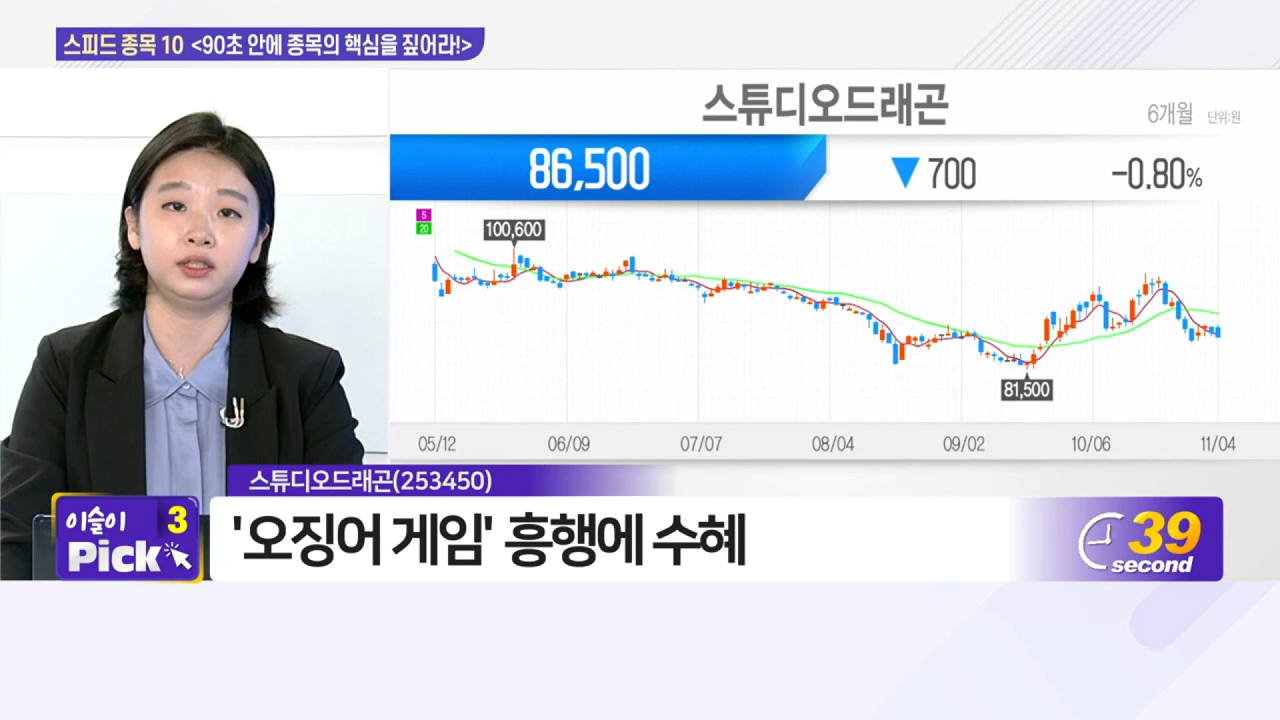 스피드 종목 10 <90초 안에 종목의 핵심을 짚어라!>
스튜디오드래곤
6개월 단위:원
86,500 ▼ 700 -0.80%
5
20
100,600
81,500
05/12 06/09 07/07 08/04 09/02 10/06 11/04
스튜디오드래곤(253450)
이슬이 3
Pick
'오징어 게임' 흥행에 수혜
39
second